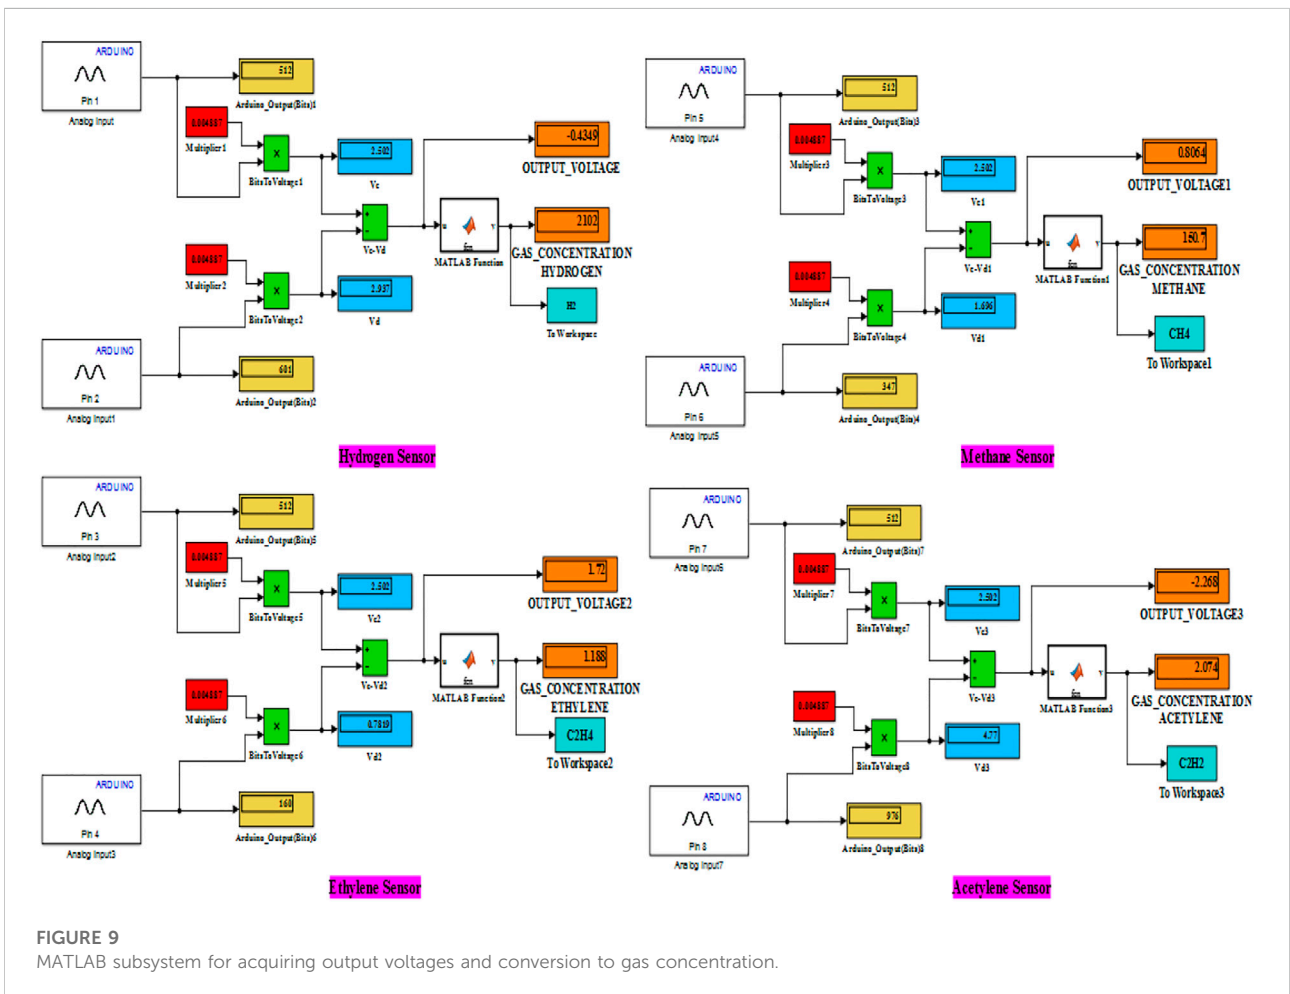 ARDUINO
Pin 1
Analog Input
512
Arduino_Output(Bits)1
0.004887
Multiplier1
×
BitsToVoltage1
2.502
Vc
-0.4349
OUTPUT_VOLTAGE
+
−
Vc-Vd
u
fcn
y
MATLAB Function
2102
GAS_CONCENTRATION
HYDROGEN
H2
To Workspace
0.004887
Multiplier2
×
BitsToVoltage2
2.937
Vd
ARDUINO
Pin 2
Analog Input1
601
Arduino_Output(Bits)2
Hydrogen Sensor
ARDUINO
Pin 5
Analog Input4
512
Arduino_Output(Bits)3
0.004887
Multiplier3
×
BitsToVoltage3
2.502
Vc1
0.8064
OUTPUT_VOLTAGE1
+
−
Vc-Vd1
u
fcn
y
MATLAB Function1
150.7
GAS_CONCENTRATION
METHANE
CH4
To Workspace1
0.004887
Multiplier4
×
BitsToVoltage4
1.696
Vd1
ARDUINO
Pin 6
Analog Input5
347
Arduino_Output(Bits)4
Methane Sensor
ARDUINO
Pin 3
Analog Input2
512
Arduino_Output(Bits)5
0.004887
Multiplier5
×
BitsToVoltage5
2.502
Vc2
1.72
OUTPUT_VOLTAGE2
+
−
Vc-Vd2
u
fcn
y
MATLAB Function2
1.188
GAS_CONCENTRATION
ETHYLENE
C2H4
To Workspace2
0.004887
Multiplier6
×
BitsToVoltage6
0.7819
Vd2
ARDUINO
Pin 4
Analog Input3
160
Arduino_Output(Bits)6
Ethylene Sensor
ARDUINO
Pin 7
Analog Input6
512
Arduino_Output(Bits)7
0.004887
Multiplier7
×
BitsToVoltage7
2.502
Vc3
-2.268
OUTPUT_VOLTAGE3
+
−
Vc-Vd3
u
fcn
y
MATLAB Function3
2.074
GAS_CONCENTRATION
ACETYLENE
C2H2
To Workspace3
0.004887
Multiplier8
×
BitsToVoltage8
4.77
Vd3
ARDUINO
Pin 8
Analog Input7
976
Arduino_Output(Bits)8
Acetylene Sensor
FIGURE 9
MATLAB subsystem for acquiring output voltages and conversion to gas concentration.